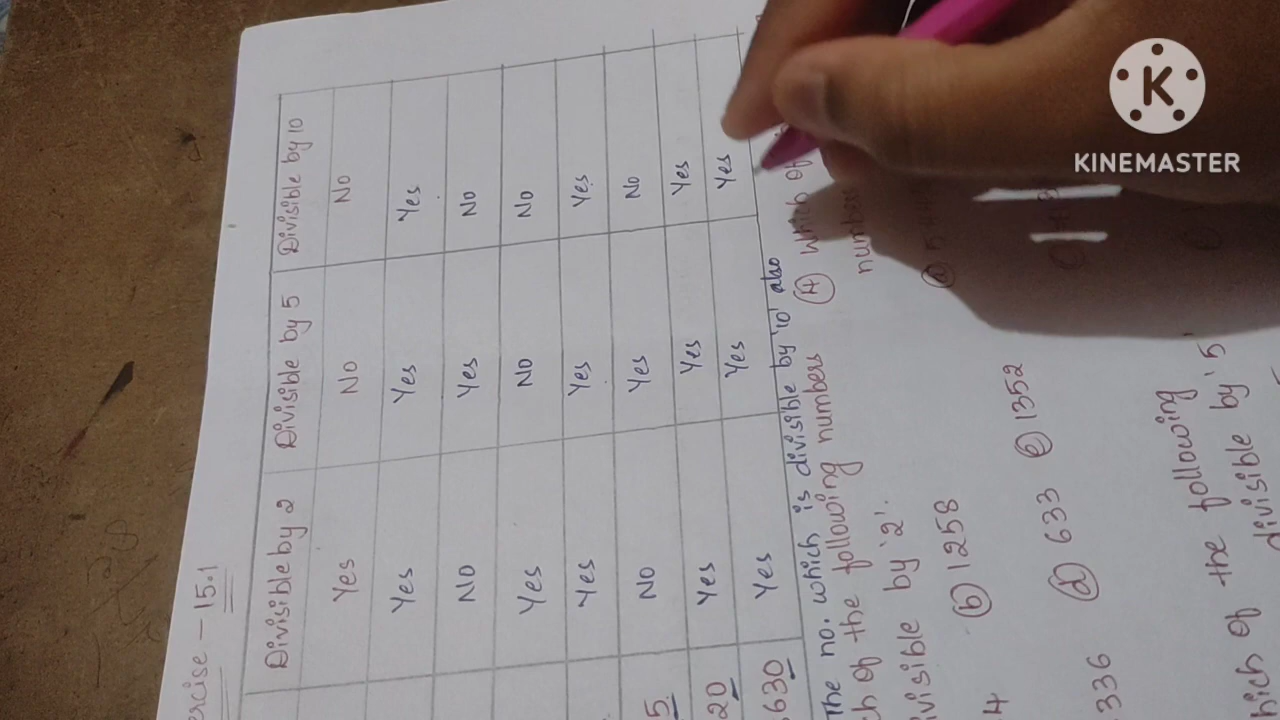 ercise - 15.1
Divisible by 2 Divisible by 5 Divisible by 10
Yes No No
Yes Yes Yes
No Yes No
Yes No No
Yes Yes Yes
5 No Yes No
20 Yes Yes Yes
630 Yes Yes Yes
The no. which is divisible by '10' also
ch of the following numbers
ivisible by '2'.
4 (b) 1258
336 (d) 633 (e) 1352
hich of the following
divisible by '5'
(4) Which of
numbers
(a)
K
KINEMASTER